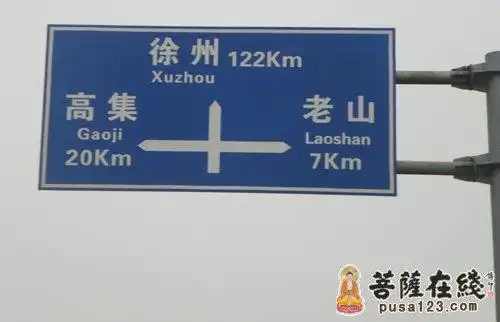 徐州 122Km
Xuzhou
高集
Gaoji
20Km
老山
Laoshan
7Km
菩薩在綫
pusa123.com